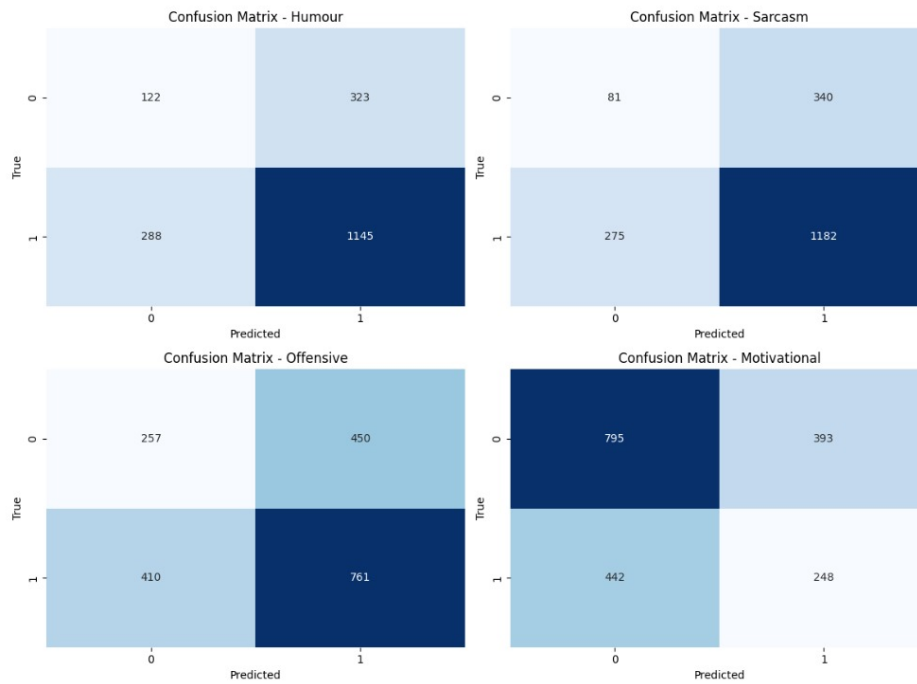 Confusion Matrix - Humour
0
122
323
True
1
288
1145
0
1
Predicted
Confusion Matrix - Sarcasm
0
81
340
True
1
275
1182
0
1
Predicted
Confusion Matrix - Offensive
0
257
450
True
1
410
761
0
1
Predicted
Confusion Matrix - Motivational
0
795
393
True
1
442
248
0
1
Predicted